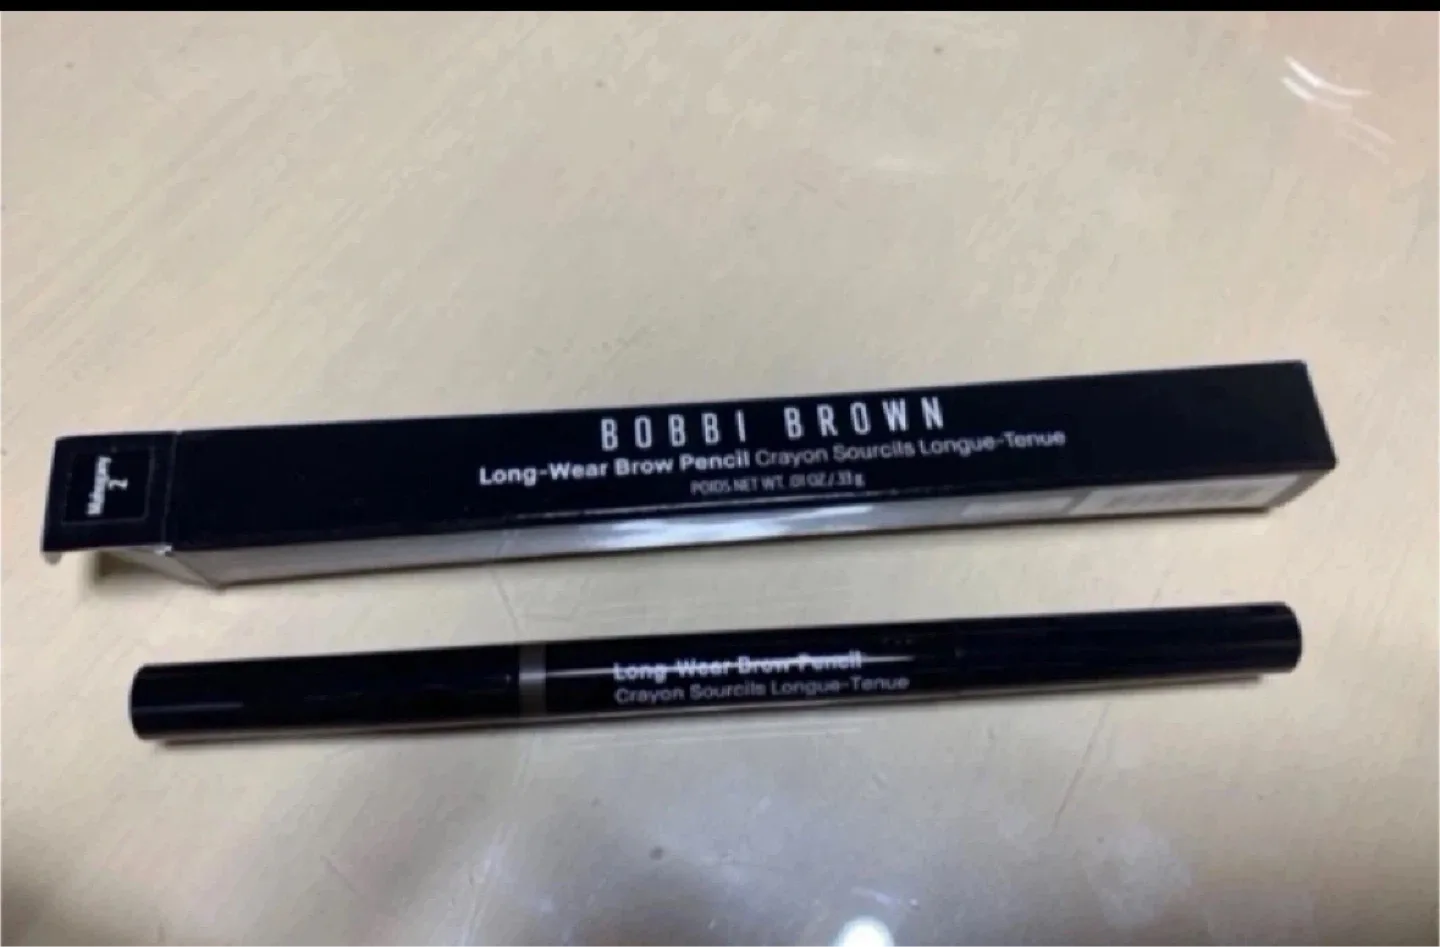 BOBBI BROWN
Long-Wear Brow Pencil Crayon Sourcils Longue-Tenue
POIDS NET WT. .01 OZ / .33 g
Mahogany
2
Long-Wear Brow Pencil
Crayon Sourcils Longue-Tenue